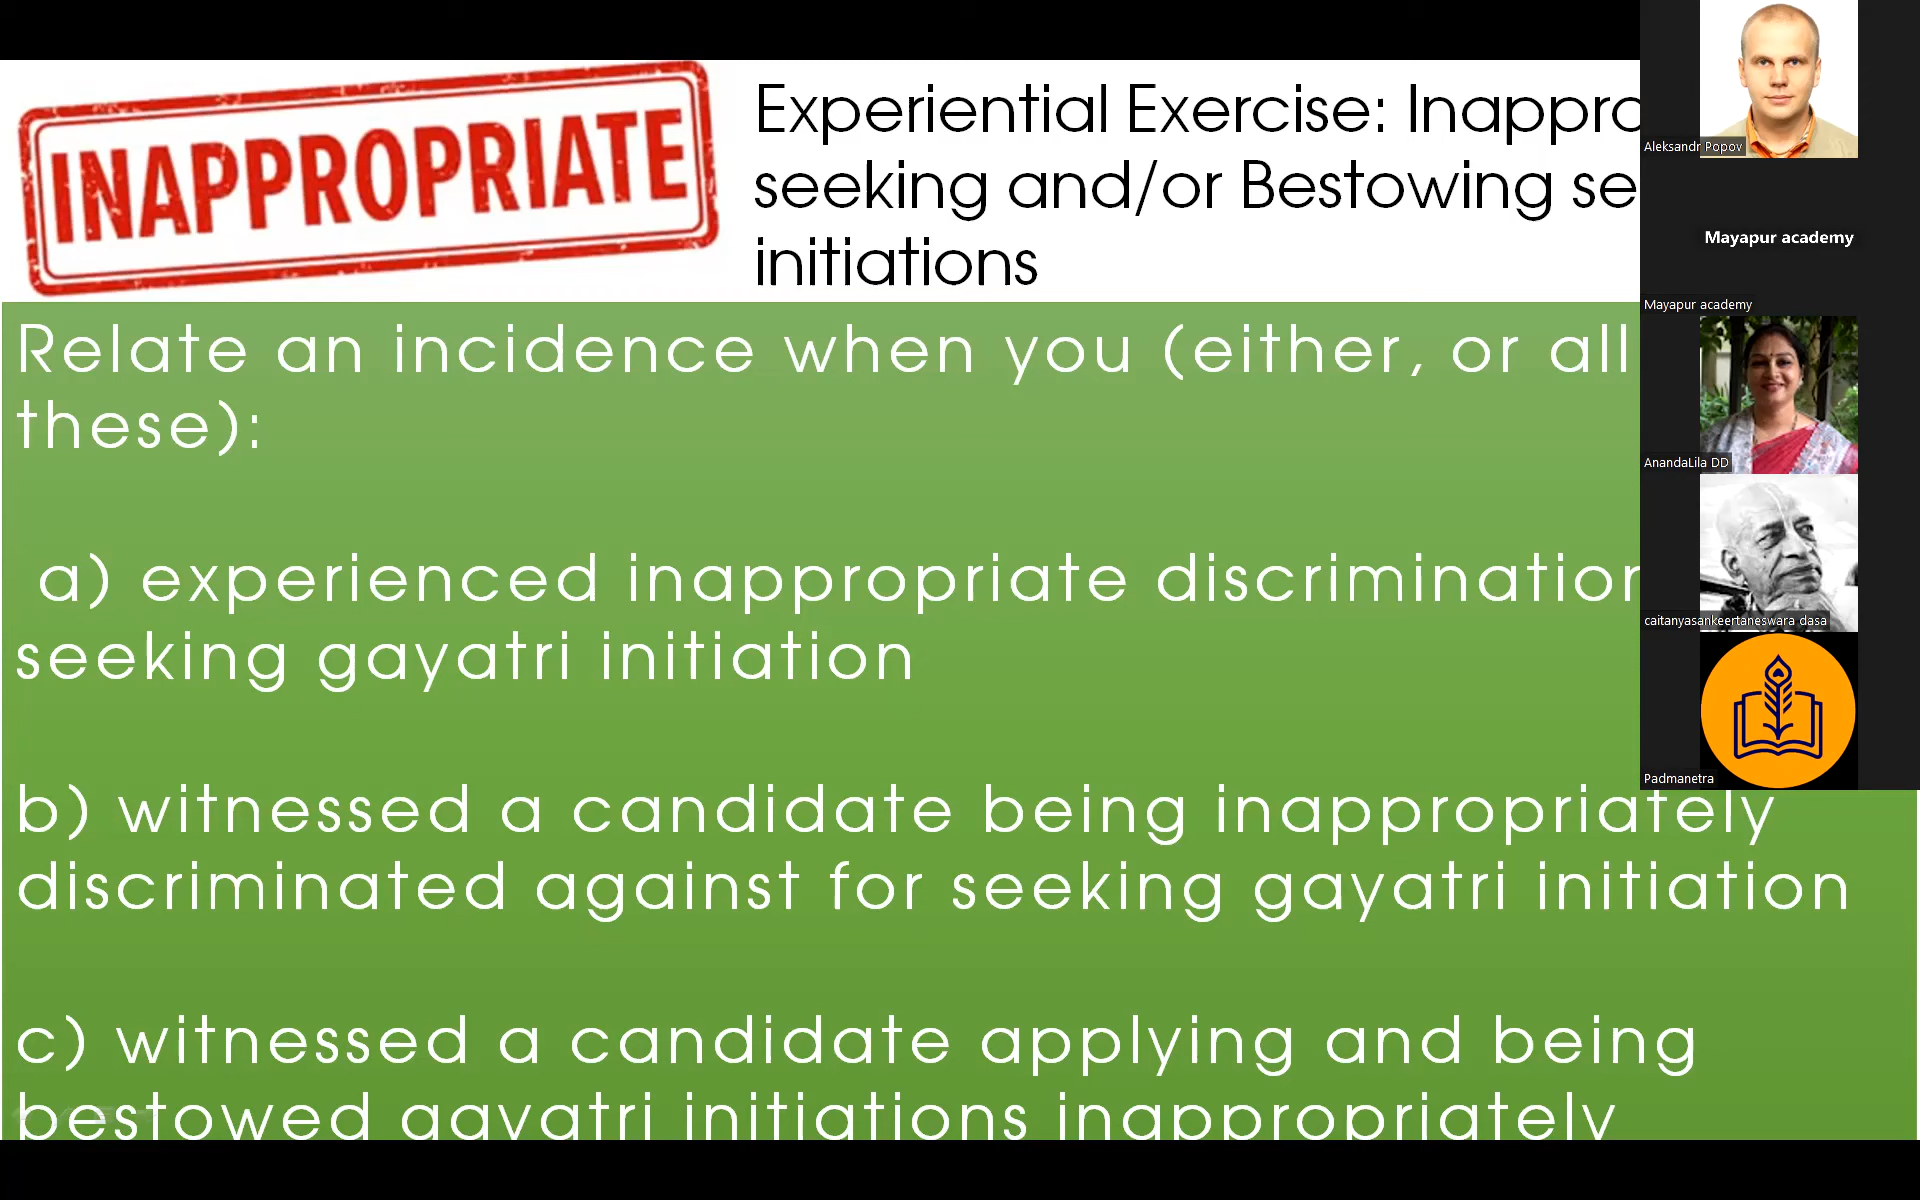 INAPPROPRIATE
Experiential Exercise: Inappro
seeking and/or Bestowing se
initiations
Relate an incidence when you (either, or all
these):
a) experienced inappropriate discrimination
seeking gayatri initiation
b) witnessed a candidate being inappropriately
discriminated against for seeking gayatri initiation
c) witnessed a candidate applying and being
bestowed gayatri initiations inappropriately
Aleksandr Popov
Mayapur academy
Mayapur academy
AnandaLila DD
caitanyasankeertaneswara dasa
Padmanetra